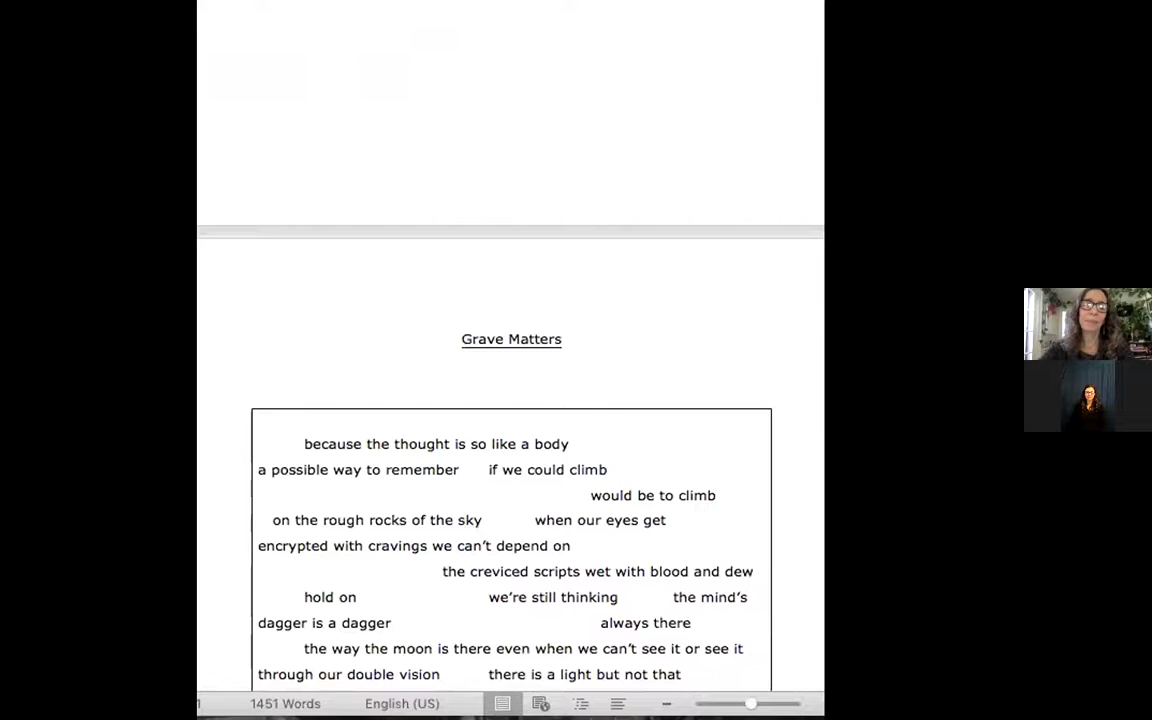 Grave Matters
because the thought is so like a body
a possible way to remember if we could climb
would be to climb
on the rough rocks of the sky when our eyes get
encrypted with cravings we can't depend on
the creviced scripts wet with blood and dew
hold on we're still thinking the mind's
dagger is a dagger always there
the way the moon is there even when we can't see it or see it
through our double vision there is a light but not that
1 1451 Words English (US)